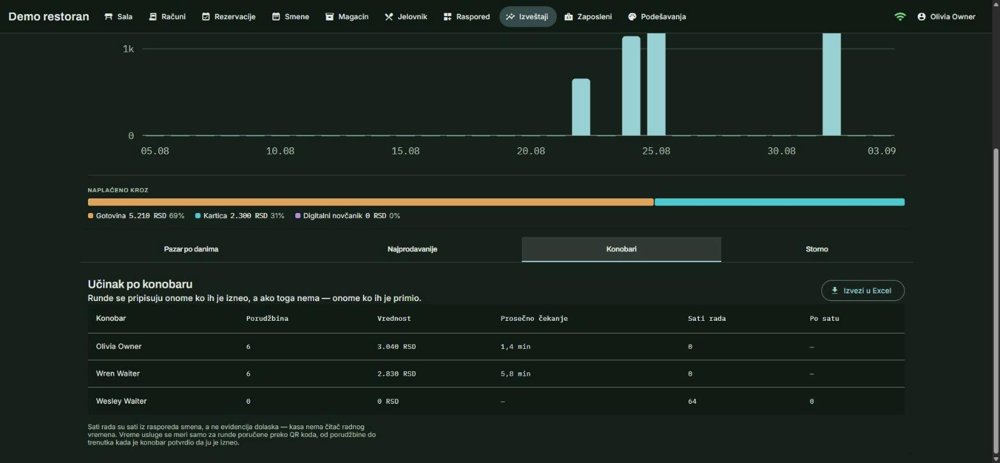 Demo restoran Sala Računi Rezervacije Smene Magacin Jelovnik Raspored Izveštaji Zaposleni Podešavanja Olivia Owner
1k
0
05.08 10.08 15.08 20.08 25.08 30.08 03.09
NAPLAĆENO KROZ
Gotovina 5.210 RSD 69% Kartica 2.300 RSD 31% Digitalni novčanik 0 RSD 0%
Pazar po danima Najprodavanije Konobari Storno
Učinak po konobaru
Runde se pripisuju onome ko ih je izneo, a ako toga nema — onome ko ih je primio.
Izvezi u Excel
Konobar Porudžbina Vrednost Prosečno čekanje Sati rada Po satu
Olivia Owner 6 3.040 RSD 1,4 min 0 —
Wren Waiter 6 2.830 RSD 5,8 min 0 —
Wesley Waiter 0 0 RSD — 64 0
Sati rada su sati iz rasporeda smena, a ne evidencija dolaska — kasa nema čitač radnog
vremena. Vreme usluge se meri samo za runde poručene preko QR koda, od porudžbine do
trenutka kada je konobar potvrdio da ju je izneo.